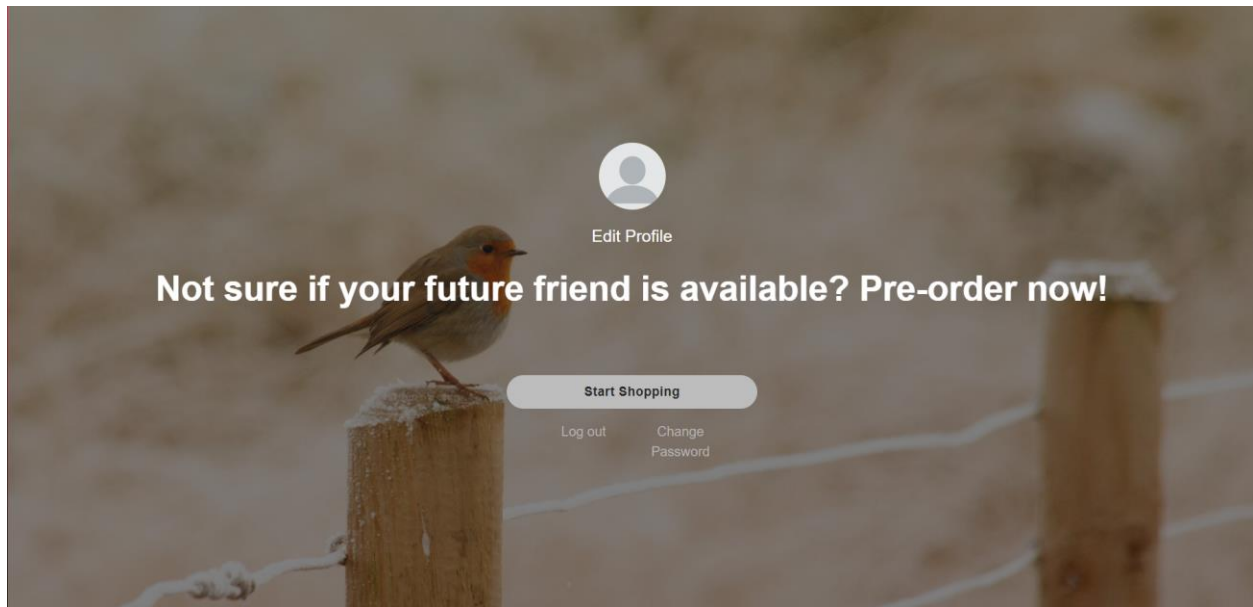 Edit Profile
Not sure if your future friend is available? Pre-order now!
Start Shopping
Log out
Change
Password